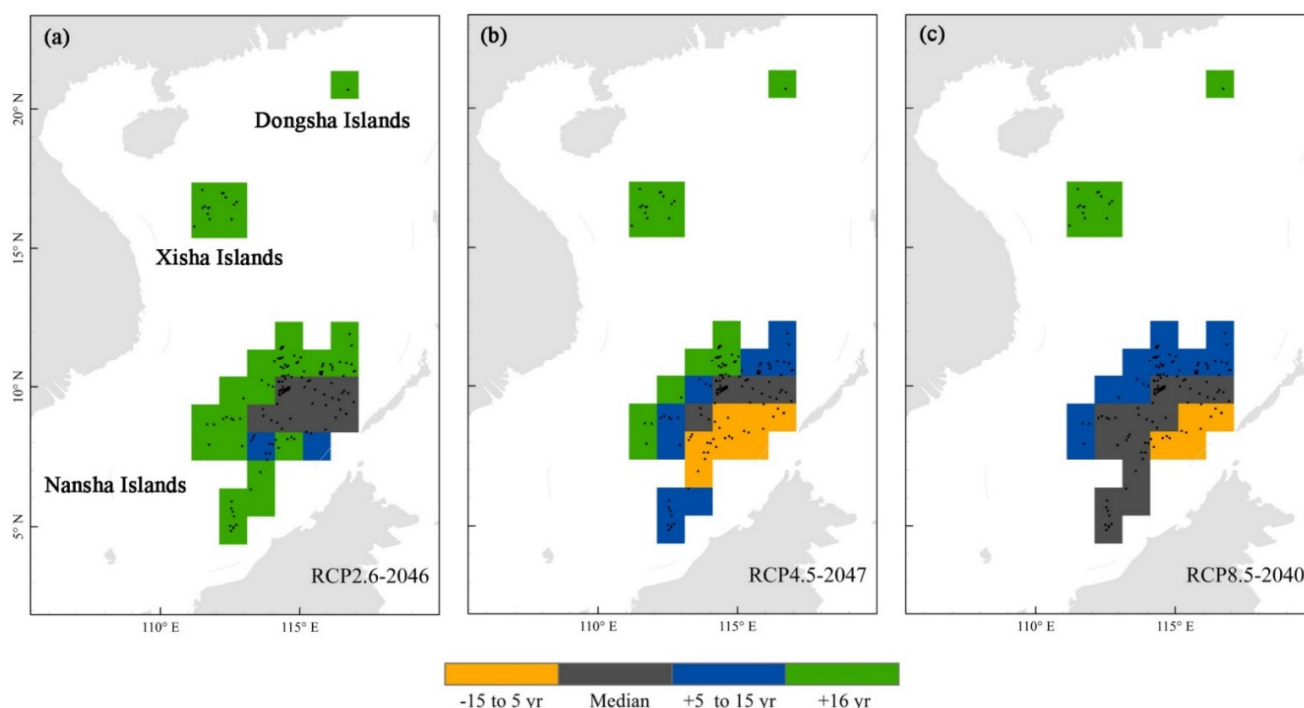 (a)
Dongsha Islands
Xisha Islands
Nansha Islands
RCP2.6-2046
20° N
15° N
10° N
5° N
110° E
115° E
(b)
RCP4.5-2047
110° E
115° E
(c)
RCP8.5-2040
110° E
115° E
-15 to 5 yr
Median
+5 to 15 yr
+16 yr